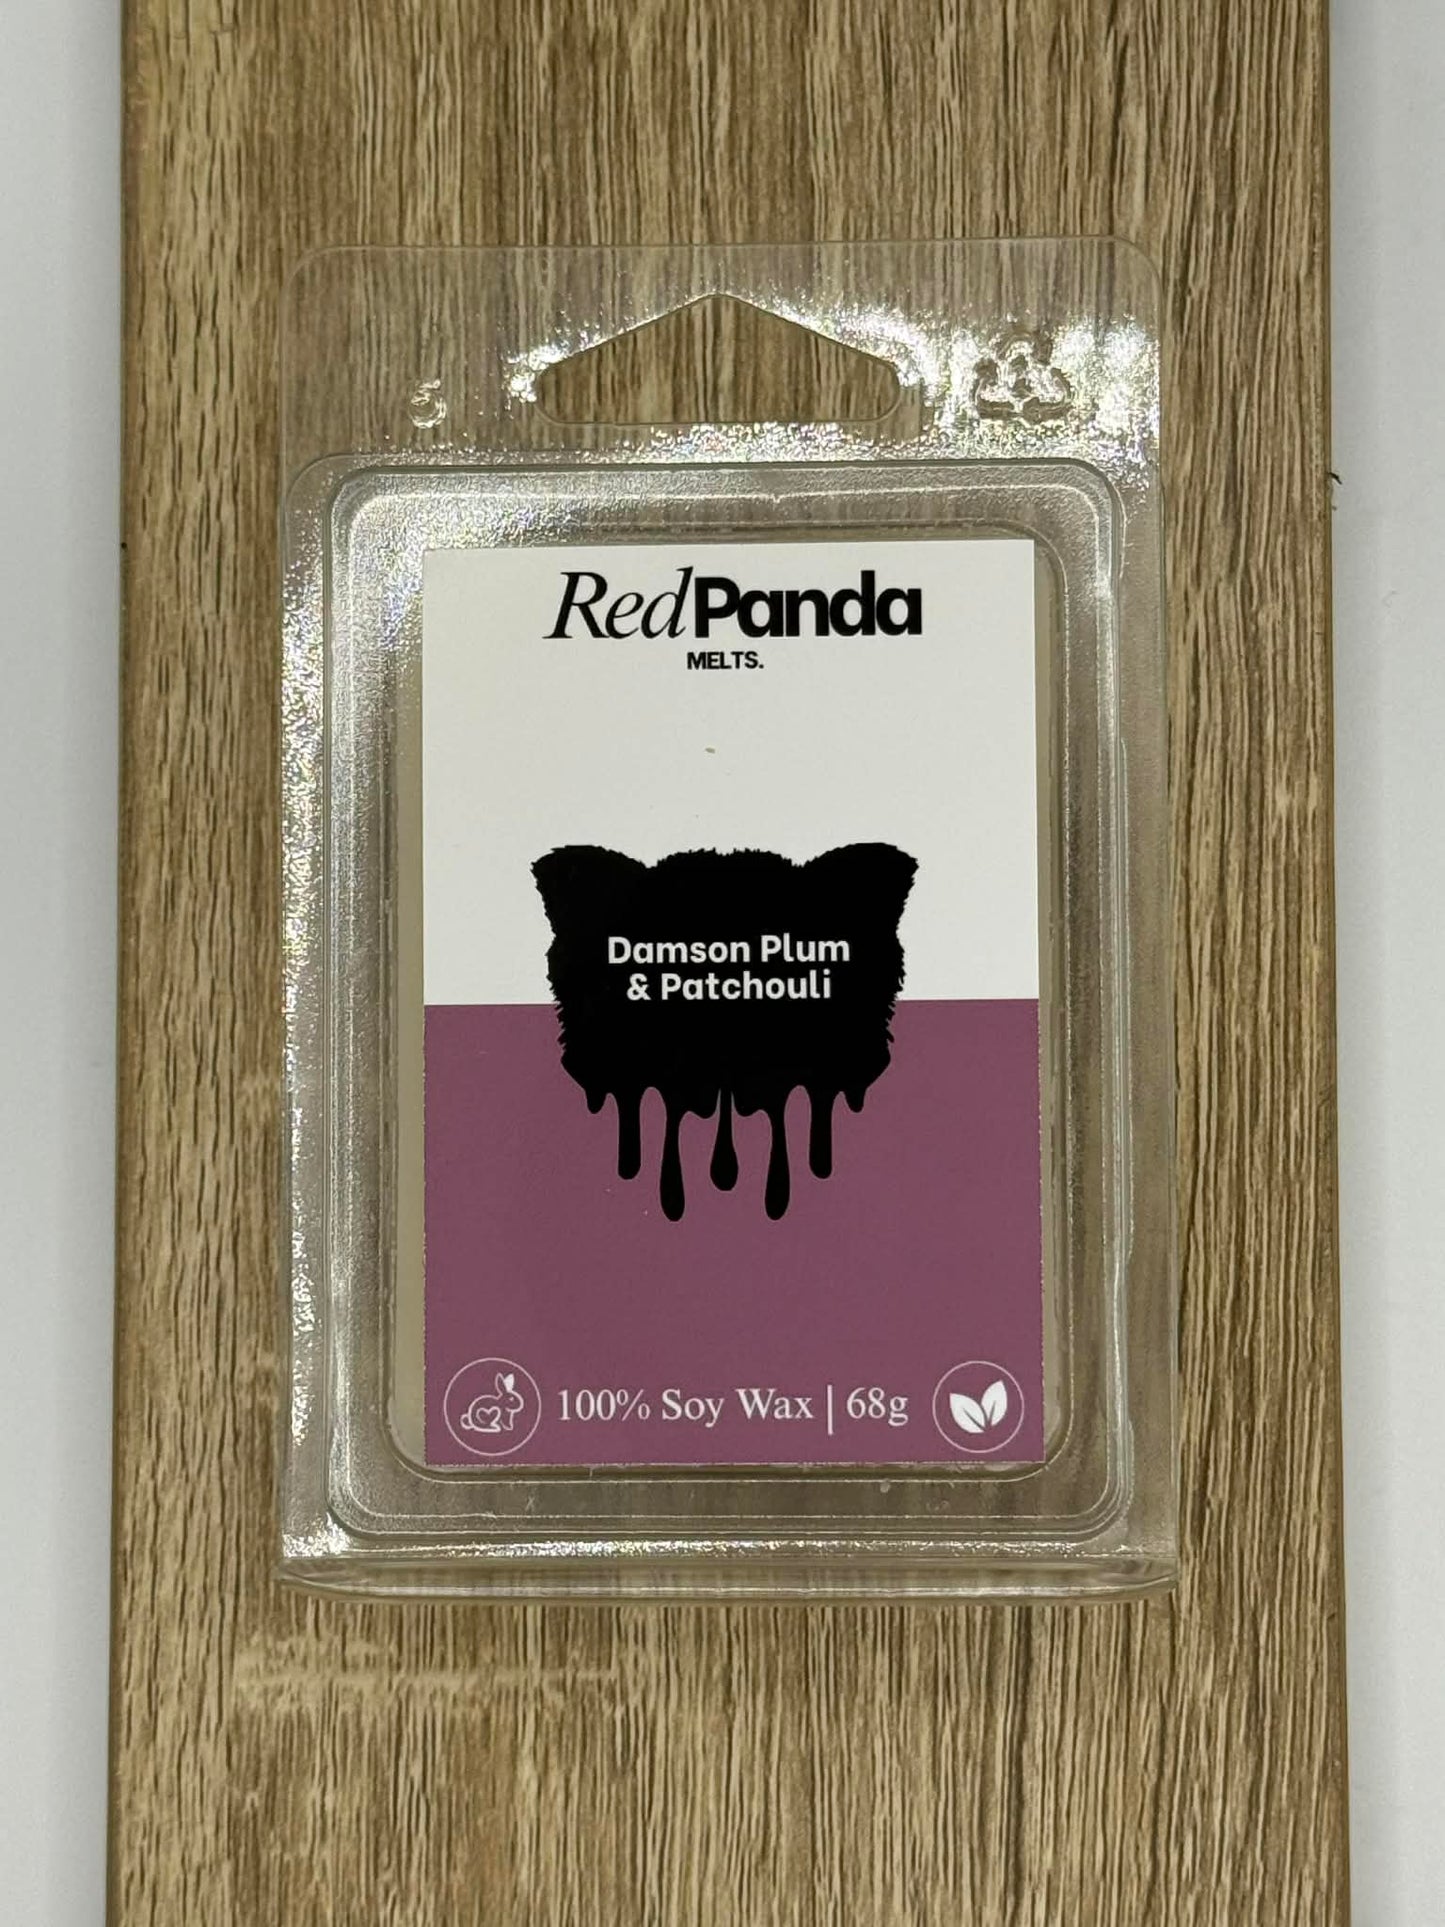 RedPanda
MELTS.
Damson Plum
& Patchouli
100% Soy Wax | 68g